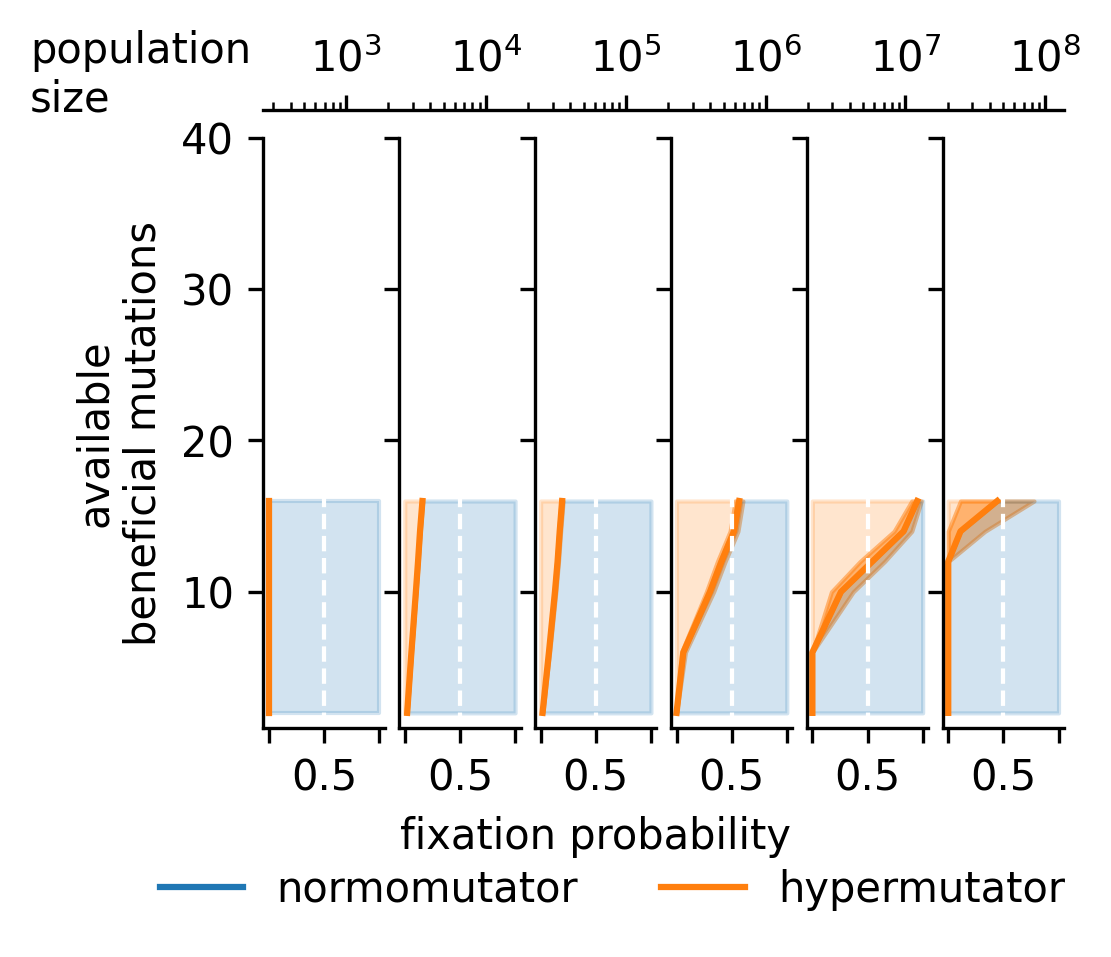 population
size
10³ 10⁴ 10⁵ 10⁶ 10⁷ 10⁸
available
beneficial mutations
40
30
20
10
0.5 0.5 0.5 0.5 0.5 0.5
fixation probability
normomutator hypermutator